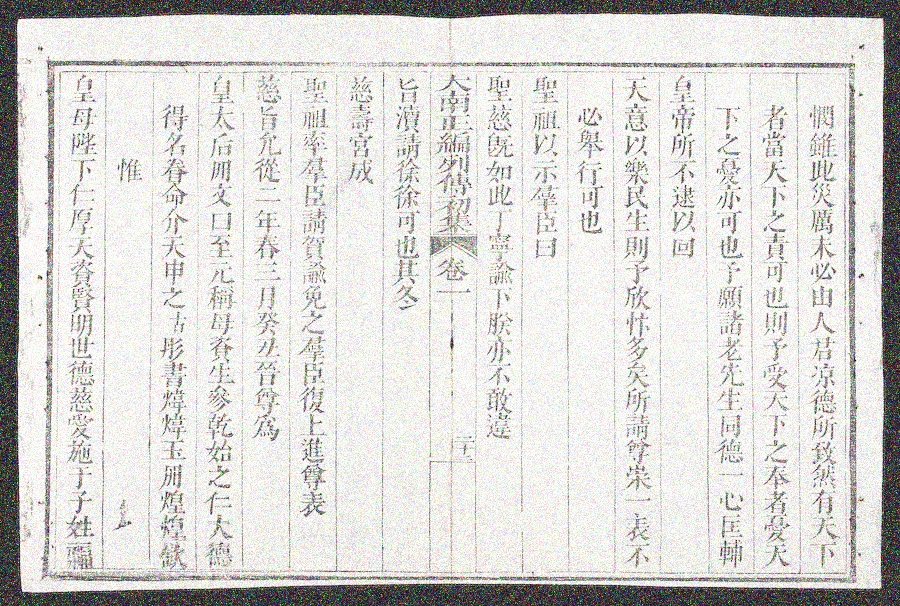 憫雖此災厲未必由人君凉德所致然有天下
者當天下之責可也則予受天下之奉者憂天
下之憂亦可也予願諸老先生同德一心匡輔
皇帝所不逮以回
天意以樂民生則予欣忭多矣所請尊崇一表不
必舉行可也
聖祖以示羣臣曰
聖慈既如此丁寧諭下朕亦不敢違
大南正編列傳初集 卷一 二十二
旨瀆請徐徐可也其冬
慈壽宮成
聖祖率羣臣請賀諭免之羣臣復上進尊表
慈旨允從二年春三月癸丑晉尊為
皇太后冊文曰至元稱母資生參乾始之仁大德
得名眷命介天申之祜彤書煒煒玉冊煌煌欽
惟
皇母陛下仁厚天資賢明世德慈愛施于子姓